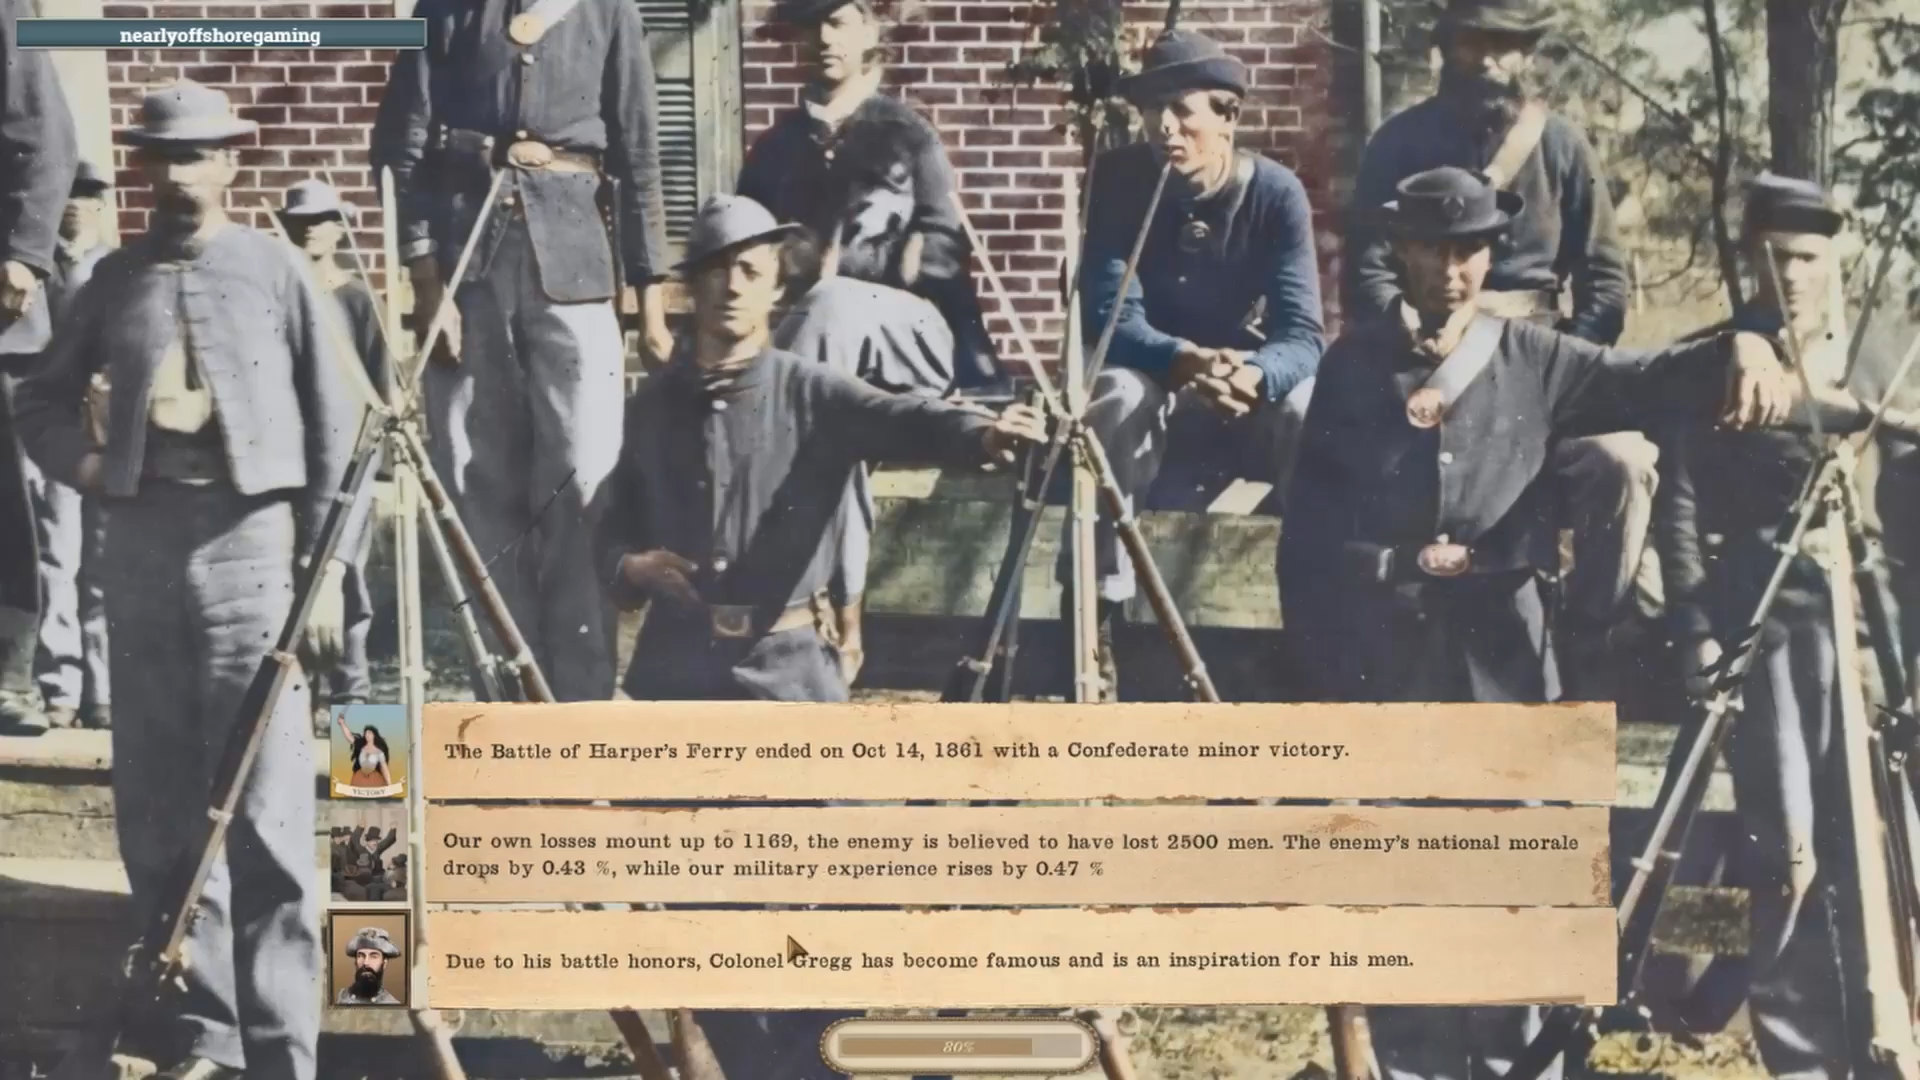 nearlyoffshoregaming
The Battle of Harper's Ferry ended on Oct 14, 1861 with a Confederate minor victory.
VICTORY
Our own losses mount up to 1169, the enemy is believed to have lost 2500 men. The enemy's national morale
drops by 0.43 %, while our military experience rises by 0.47 %
Due to his battle honors, Colonel Gregg has become famous and is an inspiration for his men.
80%